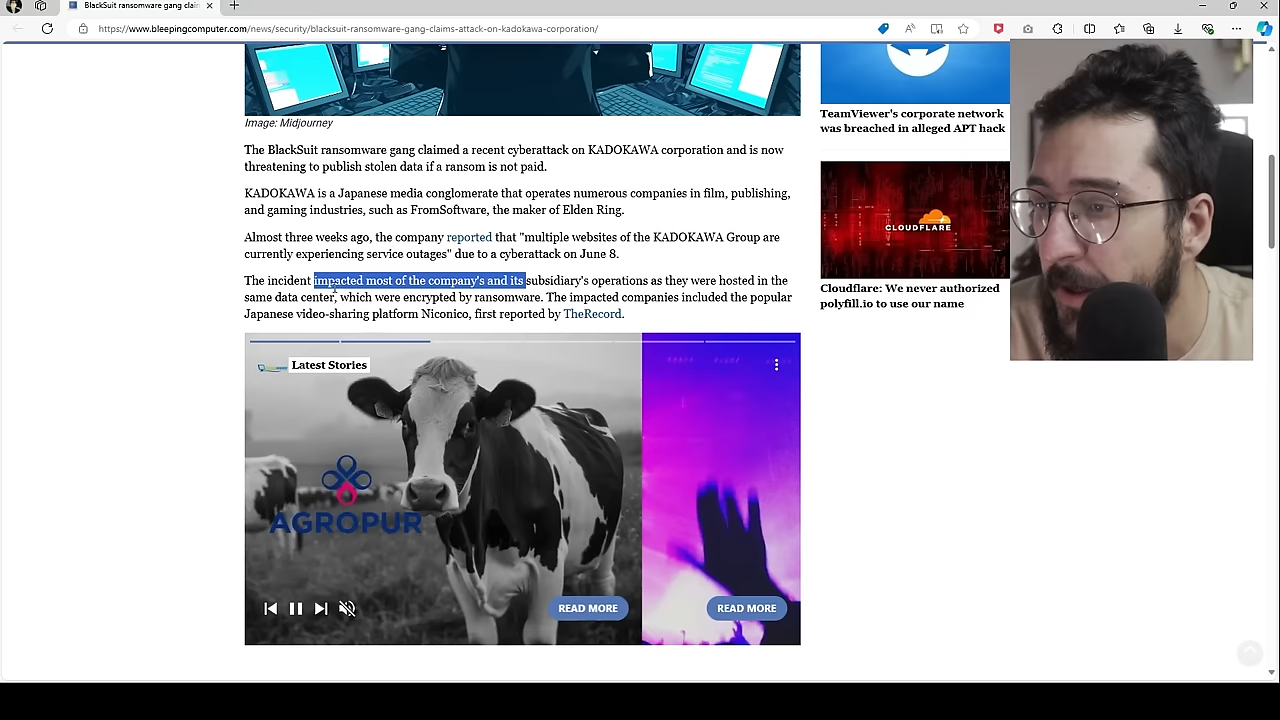 BlackSuit ransomware gang clai
https://www.bleepingcomputer.com/news/security/blacksuit-ransomware-gang-claims-attack-on-kadokawa-corporation/
Image: Midjourney
The BlackSuit ransomware gang claimed a recent cyberattack on KADOKAWA corporation and is now
threatening to publish stolen data if a ransom is not paid.
KADOKAWA is a Japanese media conglomerate that operates numerous companies in film, publishing,
and gaming industries, such as FromSoftware, the maker of Elden Ring.
Almost three weeks ago, the company reported that "multiple websites of the KADOKAWA Group are
currently experiencing service outages" due to a cyberattack on June 8.
The incident impacted most of the company's and its subsidiary's operations as they were hosted in the
same data center, which were encrypted by ransomware. The impacted companies included the popular
Japanese video-sharing platform Niconico, first reported by TheRecord.
Latest Stories
AGROPUR
READ MORE
READ MORE
TeamViewer's corporate network
was breached in alleged APT hack
CLOUDFLARE
Cloudflare: We never authorized
polyfill.io to use our name